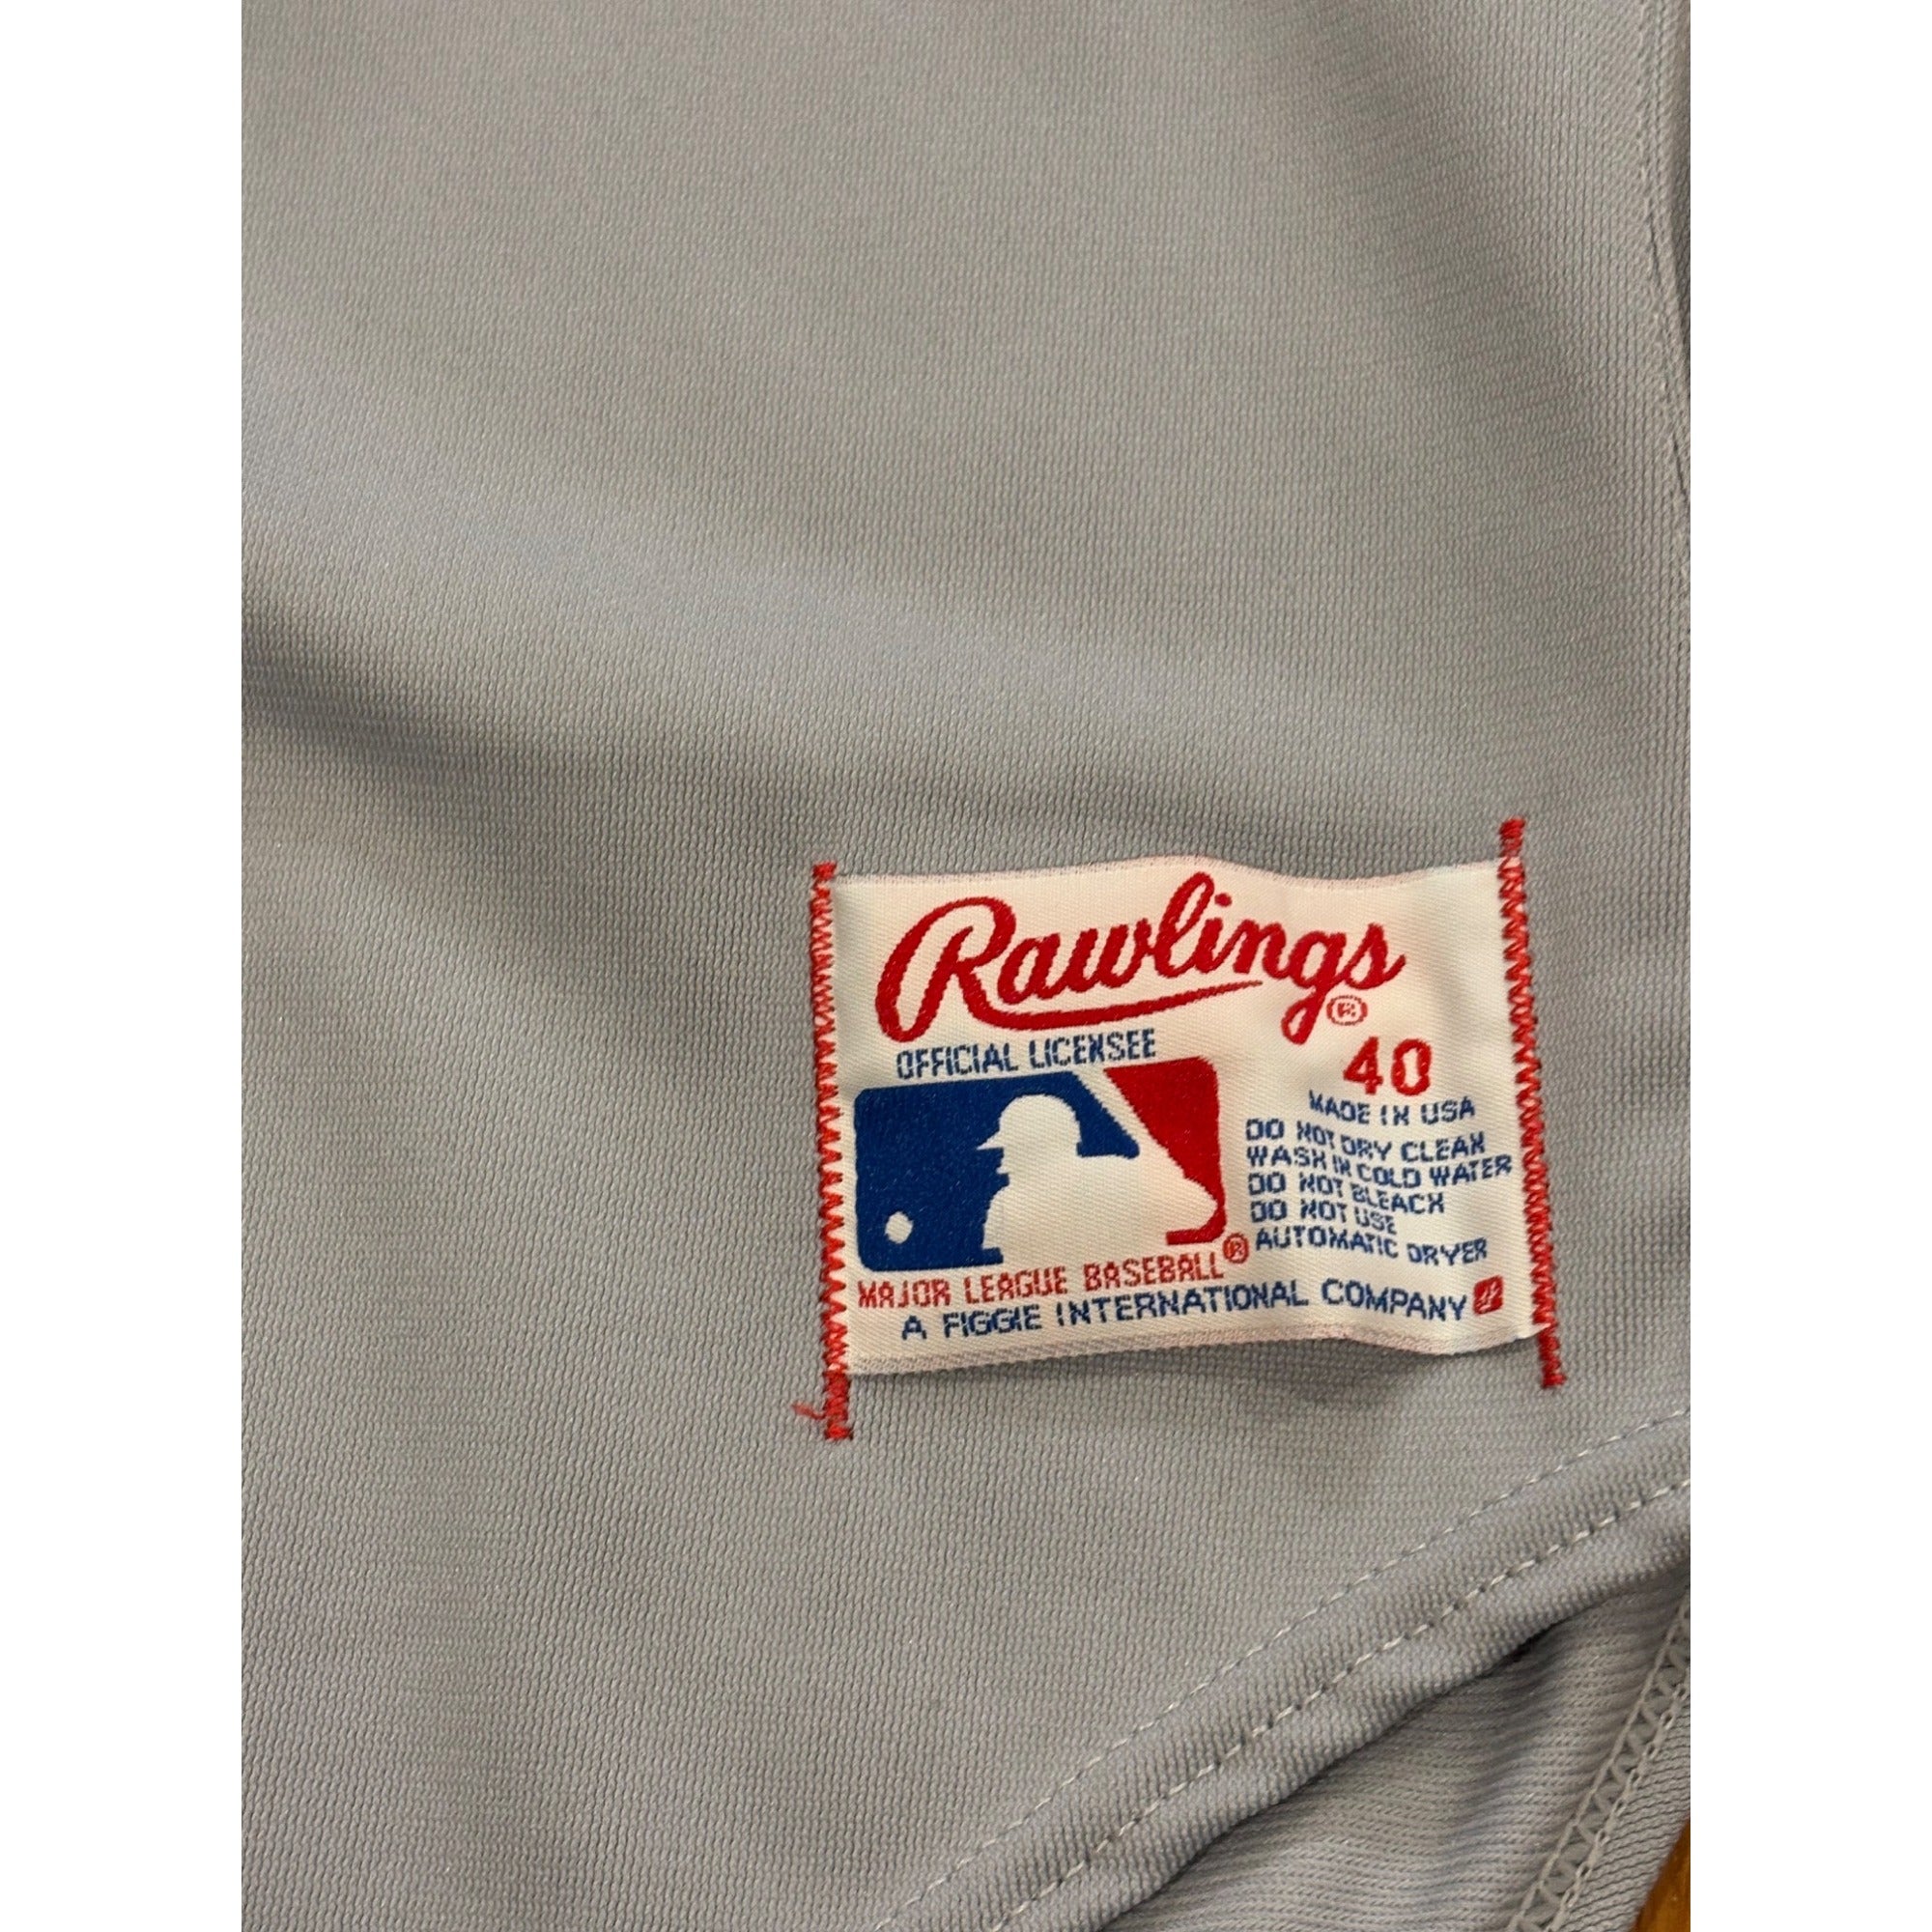 Rawlings®
OFFICIAL LICENSEE
40
MADE IN USA
DO NOT DRY CLEAN
WASH IN COLD WATER
DO NOT BLEACH
DO NOT USE
AUTOMATIC DRYER
MAJOR LEAGUE BASEBALL®
A FIGGIE INTERNATIONAL COMPANY